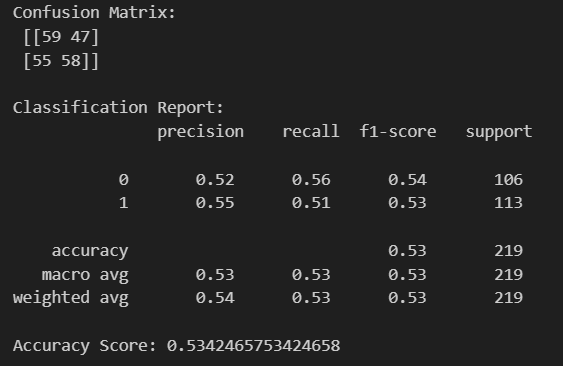 Confusion Matrix:
[[59 47]
[55 58]]
Classification Report:
precision recall f1-score support
0 0.52 0.56 0.54 106
1 0.55 0.51 0.53 113
accuracy 0.53 219
macro avg 0.53 0.53 0.53 219
weighted avg 0.54 0.53 0.53 219
Accuracy Score: 0.5342465753424658